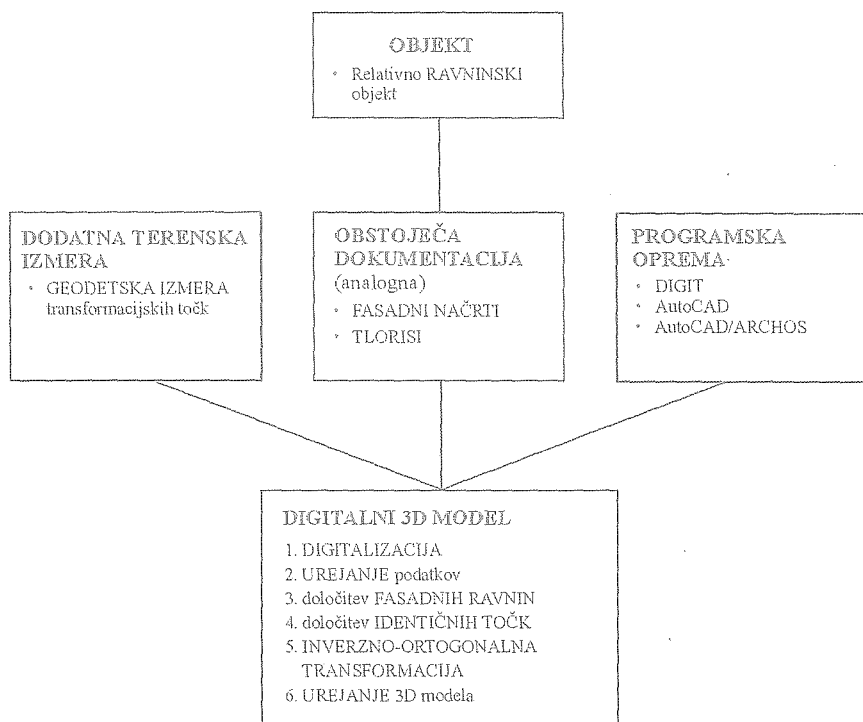 OBJEKT
• Relativno RAVNINSKI
objekt
DODATNA TERENSKA
IZMERA
• GEODETSKA IZMERA
transformacijskih točk
OBSTOJEČA
DOKUMENTACIJA
(analogna)
• FASADNI NAČRTI
• TLORISI
PROGRAMSKA
OPREMA
• DIGIT
• AutoCAD
• AutoCAD/ARCHOS
DIGITALNI 3D MODEL
1. DIGITALIZACIJA
2. UREJANJE podatkov
3. določitev FASADNIH RAVNIN
4. določitev IDENTIČNIH TOČK
5. INVERZNO-ORTOGONALNA
TRANSFORMACIJA
6. UREJANJE 3D modela